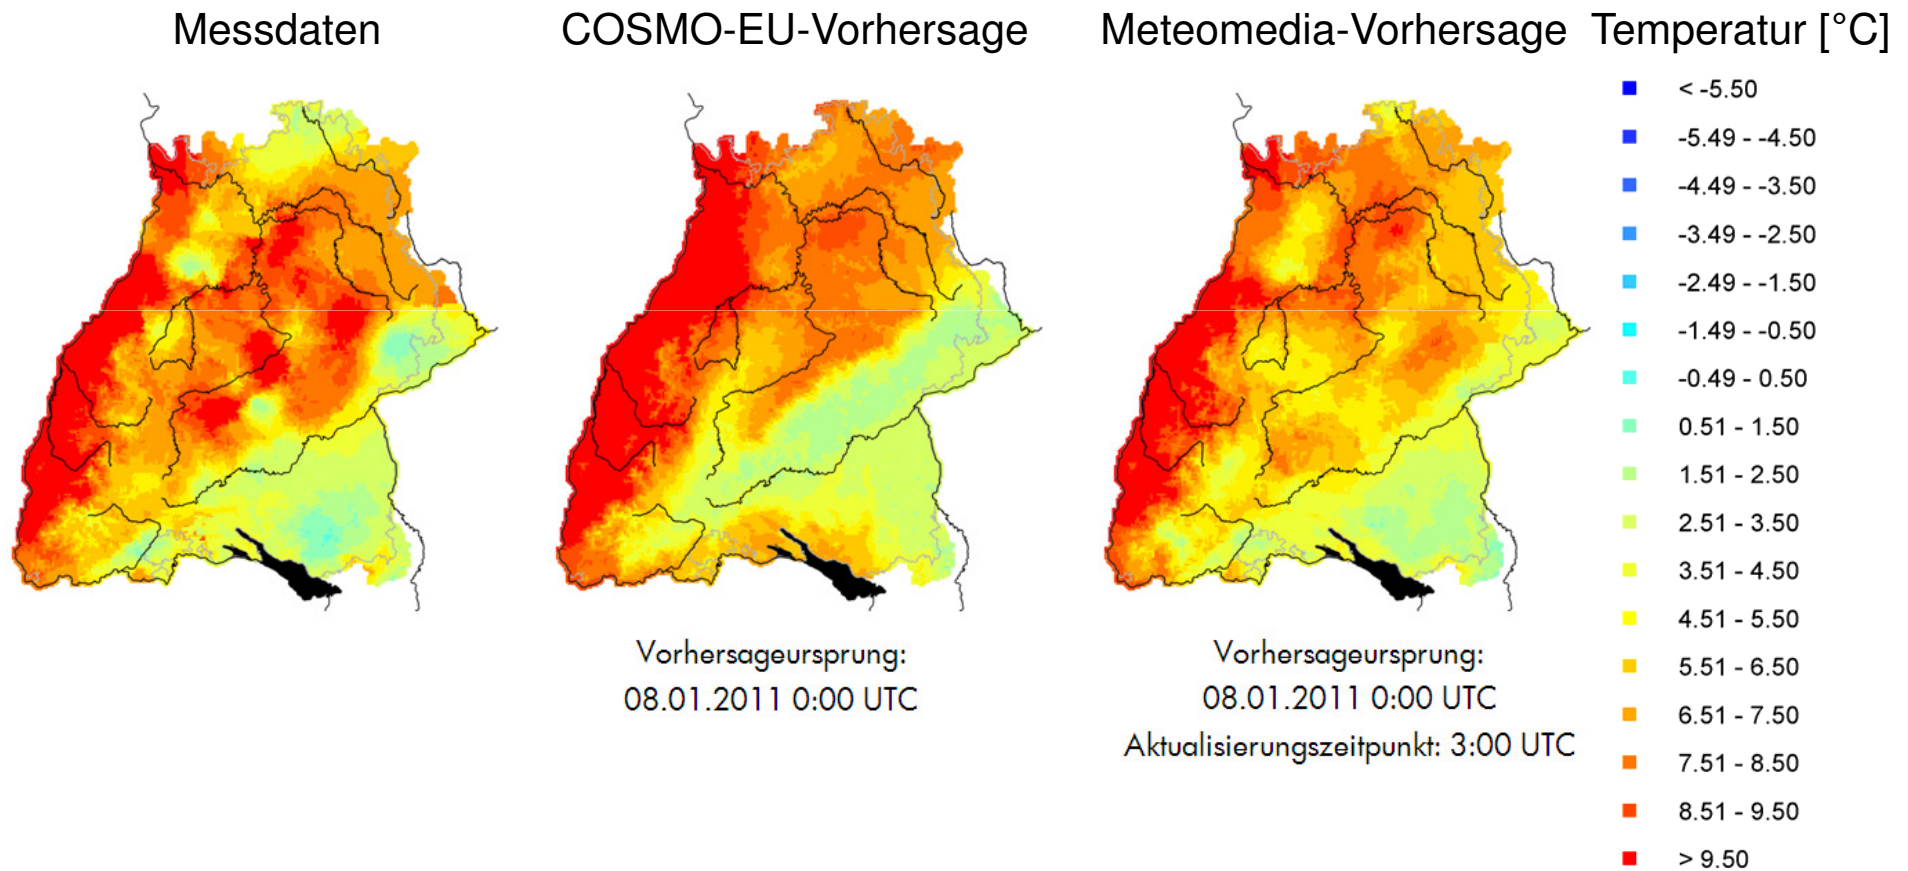 Messdaten
COSMO-EU-Vorhersage
Meteomedia-Vorhersage
Temperatur [°C]
< -5.50
-5.49 - -4.50
-4.49 - -3.50
-3.49 - -2.50
-2.49 - -1.50
-1.49 - -0.50
-0.49 - 0.50
0.51 - 1.50
1.51 - 2.50
2.51 - 3.50
3.51 - 4.50
4.51 - 5.50
5.51 - 6.50
6.51 - 7.50
7.51 - 8.50
8.51 - 9.50
> 9.50
Vorhersageursprung:
08.01.2011 0:00 UTC
Vorhersageursprung:
08.01.2011 0:00 UTC
Aktualisierungszeitpunkt: 3:00 UTC